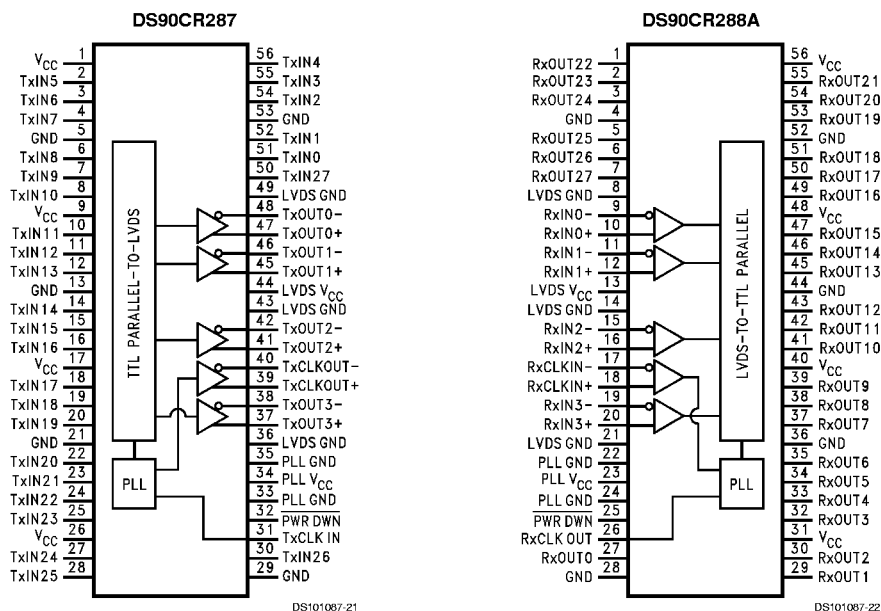 DS90CR287
VCC 1 56 TxIN4
TxIN5 2 55 TxIN3
TxIN6 3 54 TxIN2
TxIN7 4 53 GND
GND 5 52 TxIN1
TxIN8 6 51 TxIN0
TxIN9 7 50 TxIN27
TxIN10 8 49 LVDS GND
VCC 9 48 TxOUT0−
TxIN11 10 47 TxOUT0+
TxIN12 11 46 TxOUT1−
TxIN13 12 45 TxOUT1+
GND 13 44 LVDS VCC
TxIN14 14 43 LVDS GND
TxIN15 15 42 TxOUT2−
TxIN16 16 41 TxOUT2+
VCC 17 40 TxCLKOUT−
TxIN17 18 39 TxCLKOUT+
TxIN18 19 38 TxOUT3−
TxIN19 20 37 TxOUT3+
GND 21 36 LVDS GND
TxIN20 22 35 PLL GND
TxIN21 23 34 PLL VCC
TxIN22 24 33 PLL GND
TxIN23 25 32 PWR DWN
VCC 26 31 TxCLK IN
TxIN24 27 30 TxIN26
TxIN25 28 29 GND
TTL PARALLEL-TO-LVDS
PLL
DS101087-21
DS90CR288A
RxOUT22 1 56 VCC
RxOUT23 2 55 RxOUT21
RxOUT24 3 54 RxOUT20
GND 4 53 RxOUT19
RxOUT25 5 52 GND
RxOUT26 6 51 RxOUT18
RxOUT27 7 50 RxOUT17
LVDS GND 8 49 RxOUT16
RxIN0− 9 48 VCC
RxIN0+ 10 47 RxOUT15
RxIN1− 11 46 RxOUT14
RxIN1+ 12 45 RxOUT13
LVDS VCC 13 44 GND
LVDS GND 14 43 RxOUT12
RxIN2− 15 42 RxOUT11
RxIN2+ 16 41 RxOUT10
RxCLKIN− 17 40 VCC
RxCLKIN+ 18 39 RxOUT9
RxIN3− 19 38 RxOUT8
RxIN3+ 20 37 RxOUT7
LVDS GND 21 36 GND
PLL GND 22 35 RxOUT6
PLL VCC 23 34 RxOUT5
PLL GND 24 33 RxOUT4
PWR DWN 25 32 RxOUT3
RxCLK OUT 26 31 VCC
RxOUT0 27 30 RxOUT2
GND 28 29 RxOUT1
LVDS-TO-TTL PARALLEL
PLL
DS101087-22